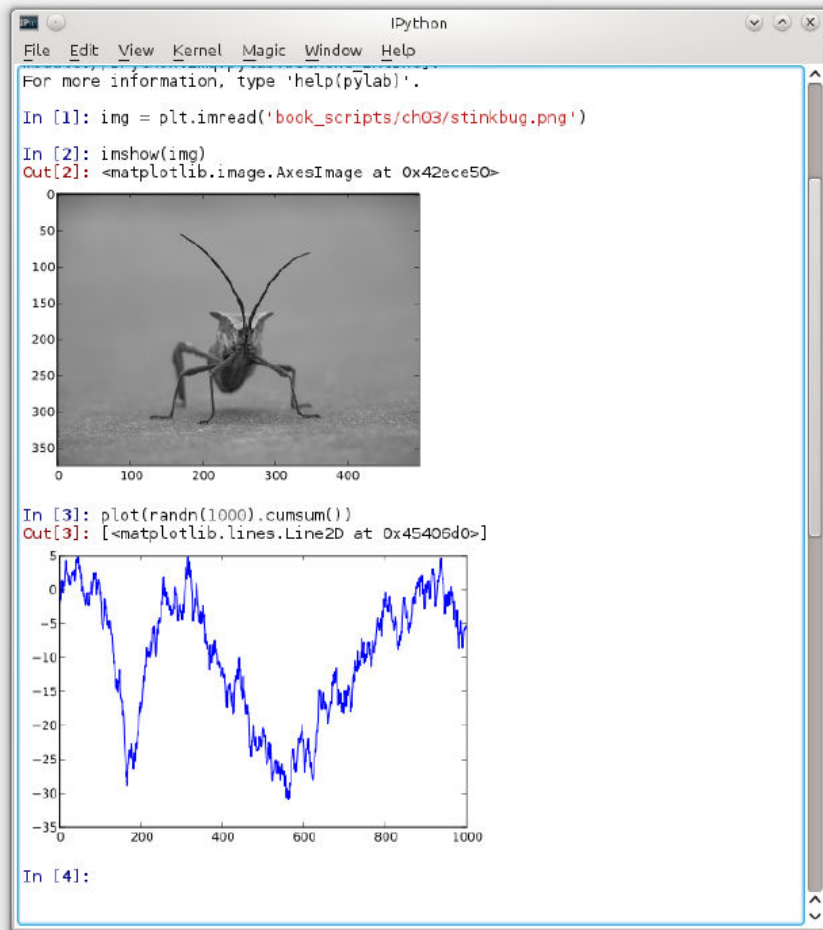 IPython
File Edit View Kernel Magic Window Help
For more information, type 'help(pylab)'.
In [1]: img = plt.imread('book_scripts/ch03/stinkbug.png')
In [2]: imshow(img)
Out[2]: <matplotlib.image.AxesImage at 0x42ece50>
0
50
100
150
200
250
300
350
0 100 200 300 400
In [3]: plot(randn(1000).cumsum())
Out[3]: [<matplotlib.lines.Line2D at 0x45406d0>]
5
0
−5
−10
−15
−20
−25
−30
−35
0 200 400 600 800 1000
In [4]: